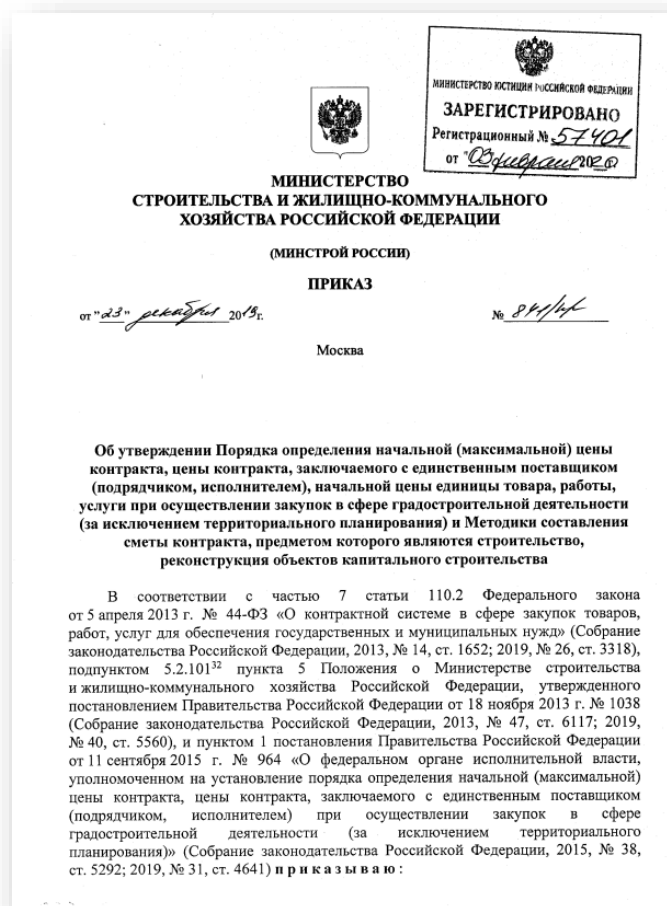 МИНИСТЕРСТВО ЮСТИЦИИ РОССИЙСКОЙ ФЕДЕРАЦИИ
ЗАРЕГИСТРИРОВАНО
Регистрационный № 57401
от "03 февраля 2020
МИНИСТЕРСТВО
СТРОИТЕЛЬСТВА И ЖИЛИЩНО-КОММУНАЛЬНОГО
ХОЗЯЙСТВА РОССИЙСКОЙ ФЕДЕРАЦИИ
(МИНСТРОЙ РОССИИ)
ПРИКАЗ
от "23" декабря 2019г.
№ 841/пр
Москва
Об утверждении Порядка определения начальной (максимальной) цены
контракта, цены контракта, заключаемого с единственным поставщиком
(подрядчиком, исполнителем), начальной цены единицы товара, работы,
услуги при осуществлении закупок в сфере градостроительной деятельности
(за исключением территориального планирования) и Методики составления
сметы контракта, предметом которого являются строительство,
реконструкция объектов капитального строительства
В соответствии с частью 7 статьи 110.2 Федерального закона
от 5 апреля 2013 г. № 44-ФЗ «О контрактной системе в сфере закупок товаров,
работ, услуг для обеспечения государственных и муниципальных нужд» (Собрание
законодательства Российской Федерации, 2013, № 14, ст. 1652; 2019, № 26, ст. 3318),
подпунктом 5.2.101³² пункта 5 Положения о Министерстве строительства
и жилищно-коммунального хозяйства Российской Федерации, утвержденного
постановлением Правительства Российской Федерации от 18 ноября 2013 г. № 1038
(Собрание законодательства Российской Федерации, 2013, № 47, ст. 6117; 2019,
№ 40, ст. 5560), и пунктом 1 постановления Правительства Российской Федерации
от 11 сентября 2015 г. № 964 «О федеральном органе исполнительной власти,
уполномоченном на установление порядка определения начальной (максимальной)
цены контракта, цены контракта, заключаемого с единственным поставщиком
(подрядчиком, исполнителем) при осуществлении закупок в сфере
градостроительной деятельности (за исключением территориального
планирования)» (Собрание законодательства Российской Федерации, 2015, № 38,
ст. 5292; 2019, № 31, ст. 4641) п р и к а з ы в а ю :